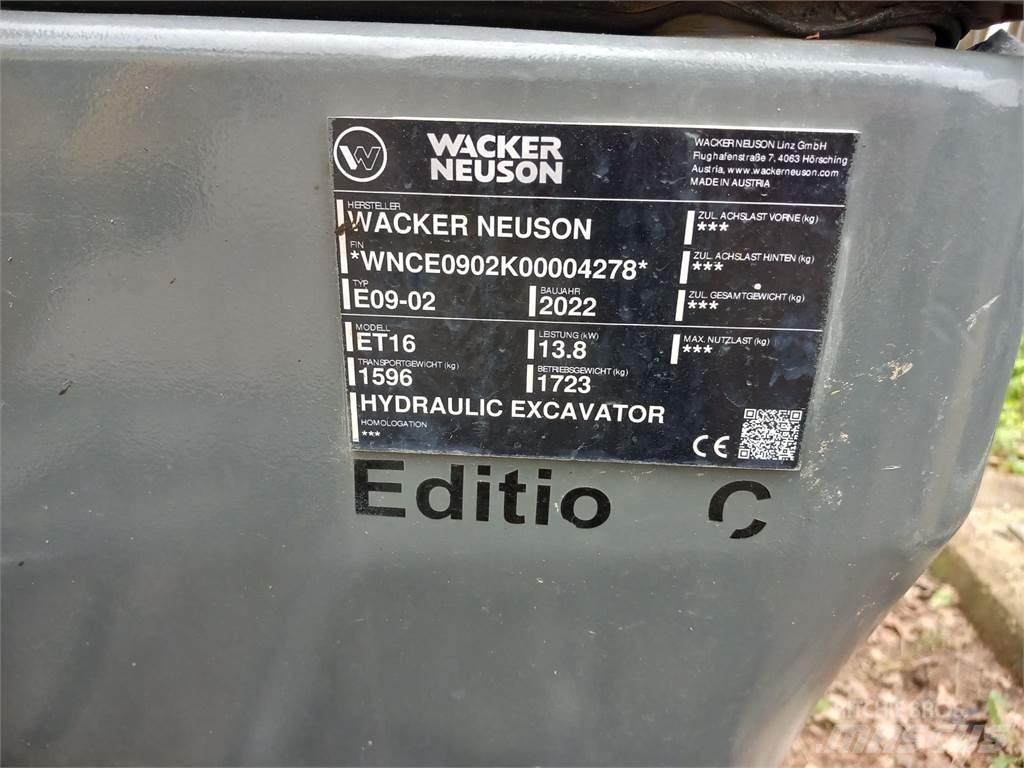 WACKER
NEUSON
WACKER NEUSON Linz GmbH
Flughafenstraße 7, 4063 Hörsching
Austria, www.wackerneuson.com
MADE IN AUSTRIA
HERSTELLER
WACKER NEUSON
FIN
*WNCE0902K00004278*
TYP
E09-02
BAUJAHR
2022
ZUL. ACHSLAST VORNE (kg)
***
ZUL. ACHSLAST HINTEN (kg)
***
ZUL. GESAMTGEWICHT (kg)
***
MODELL
ET16
LEISTUNG (kW)
13.8
MAX. NUTZLAST (kg)
***
TRANSPORTGEWICHT (kg)
1596
BETRIEBSGEWICHT (kg)
1723
HYDRAULIC EXCAVATOR
HOMOLOGATION
***
CE
Editio